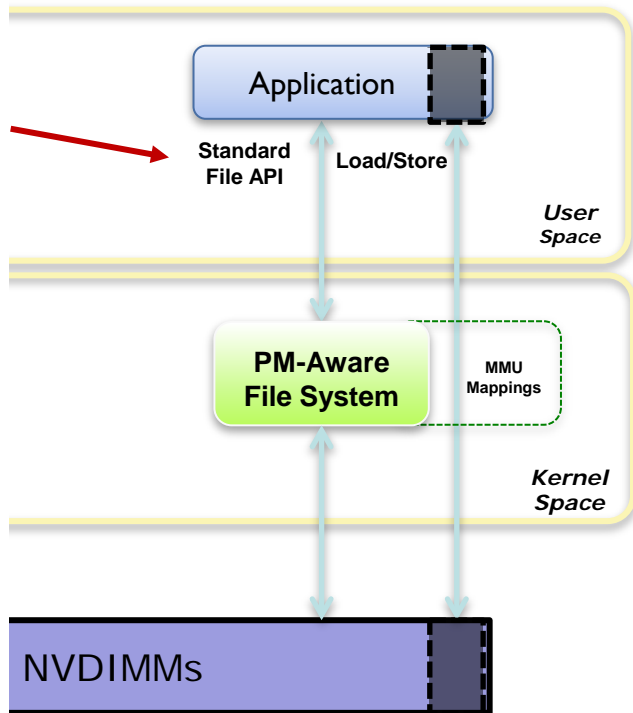 Application
Standard
File API
Load/Store
User
Space
PM-Aware
File System
MMU
Mappings
Kernel
Space
NVDIMMs